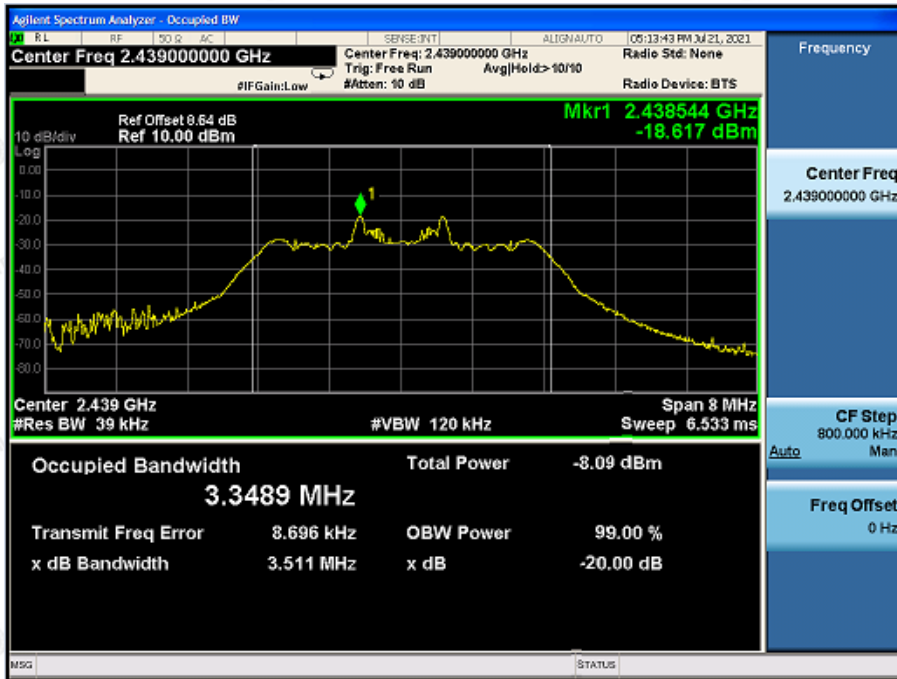 Agilent Spectrum Analyzer - Occupied BW
RL RF 50 Ω AC SENSE:INT ALIGNAUTO 05:13:43 PM Jul 21, 2021
Center Freq 2.439000000 GHz
Center Freq: 2.439000000 GHz Radio Std: None
Trig: Free Run Avg|Hold:> 10/10
#IFGain:Low #Atten: 10 dB Radio Device: BTS
Frequency
Mkr1 2.438544 GHz
-18.617 dBm
Ref Offset 8.64 dB
10 dB/div Ref 10.00 dBm
Log
0.00
-10.0
-20.0
-30.0
-40.0
-50.0
-60.0
-70.0
-80.0
1
Center 2.439 GHz Span 8 MHz
#Res BW 39 kHz #VBW 120 kHz Sweep 6.533 ms
Occupied Bandwidth Total Power -8.09 dBm
3.3489 MHz
Transmit Freq Error 8.696 kHz OBW Power 99.00 %
x dB Bandwidth 3.511 MHz x dB -20.00 dB
Center Freq
2.439000000 GHz
CF Step
800.000 kHz
Auto Man
Freq Offset
0 Hz
MSG STATUS